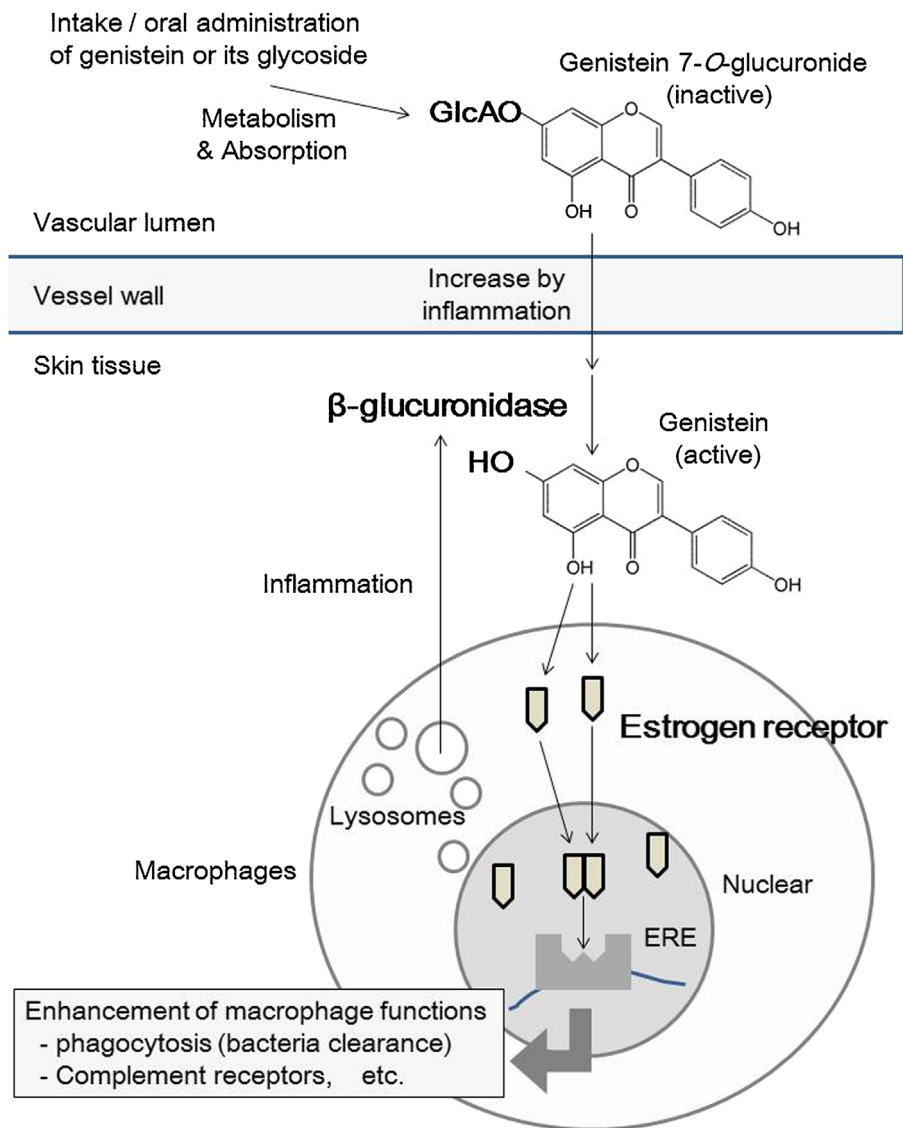 Intake / oral administration
of genistein or its glycoside
Metabolism
& Absorption
Genistein 7-O-glucuronide
(inactive)
GlcAO
O
OH
O
OH
Vascular lumen
Vessel wall
Increase by
inflammation
Skin tissue
β-glucuronidase
Genistein
(active)
HO
O
OH
O
OH
Inflammation
Estrogen receptor
Lysosomes
Macrophages
Nuclear
ERE
Enhancement of macrophage functions
- phagocytosis (bacteria clearance)
- Complement receptors, etc.